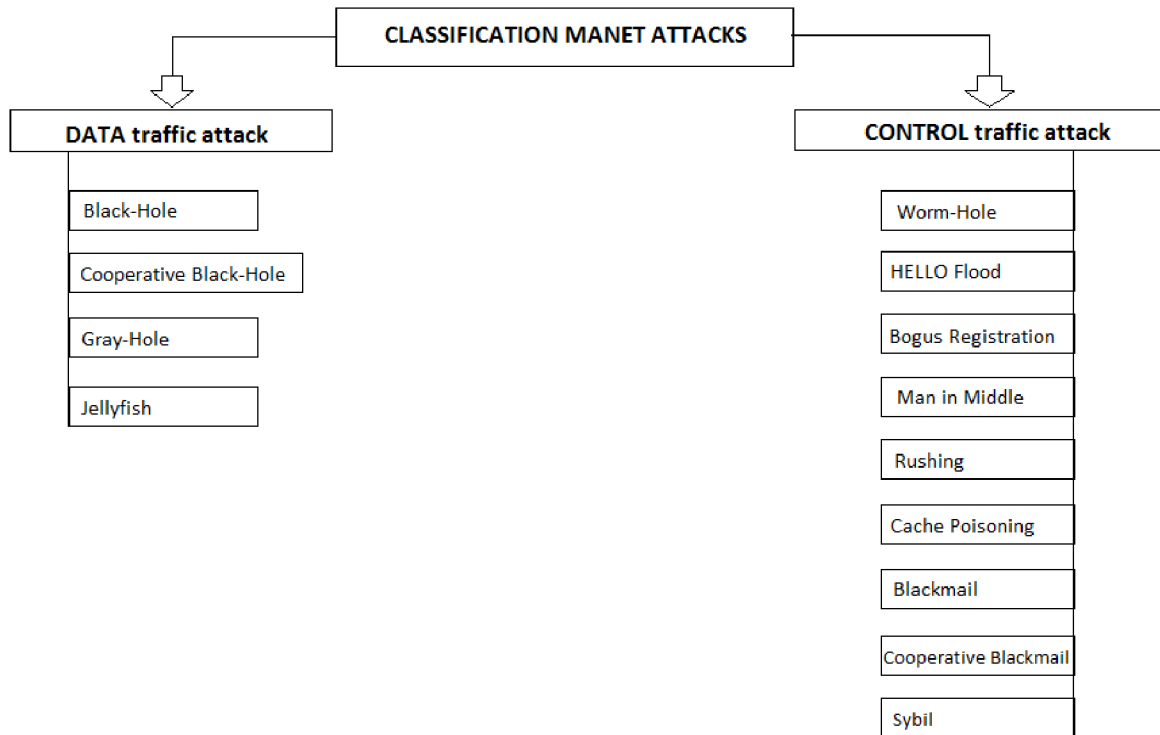 CLASSIFICATION MANET ATTACKS
DATA traffic attack
Black-Hole
Cooperative Black-Hole
Gray-Hole
Jellyfish
CONTROL traffic attack
Worm-Hole
HELLO Flood
Bogus Registration
Man in Middle
Rushing
Cache Poisoning
Blackmail
Cooperative Blackmail
Sybil